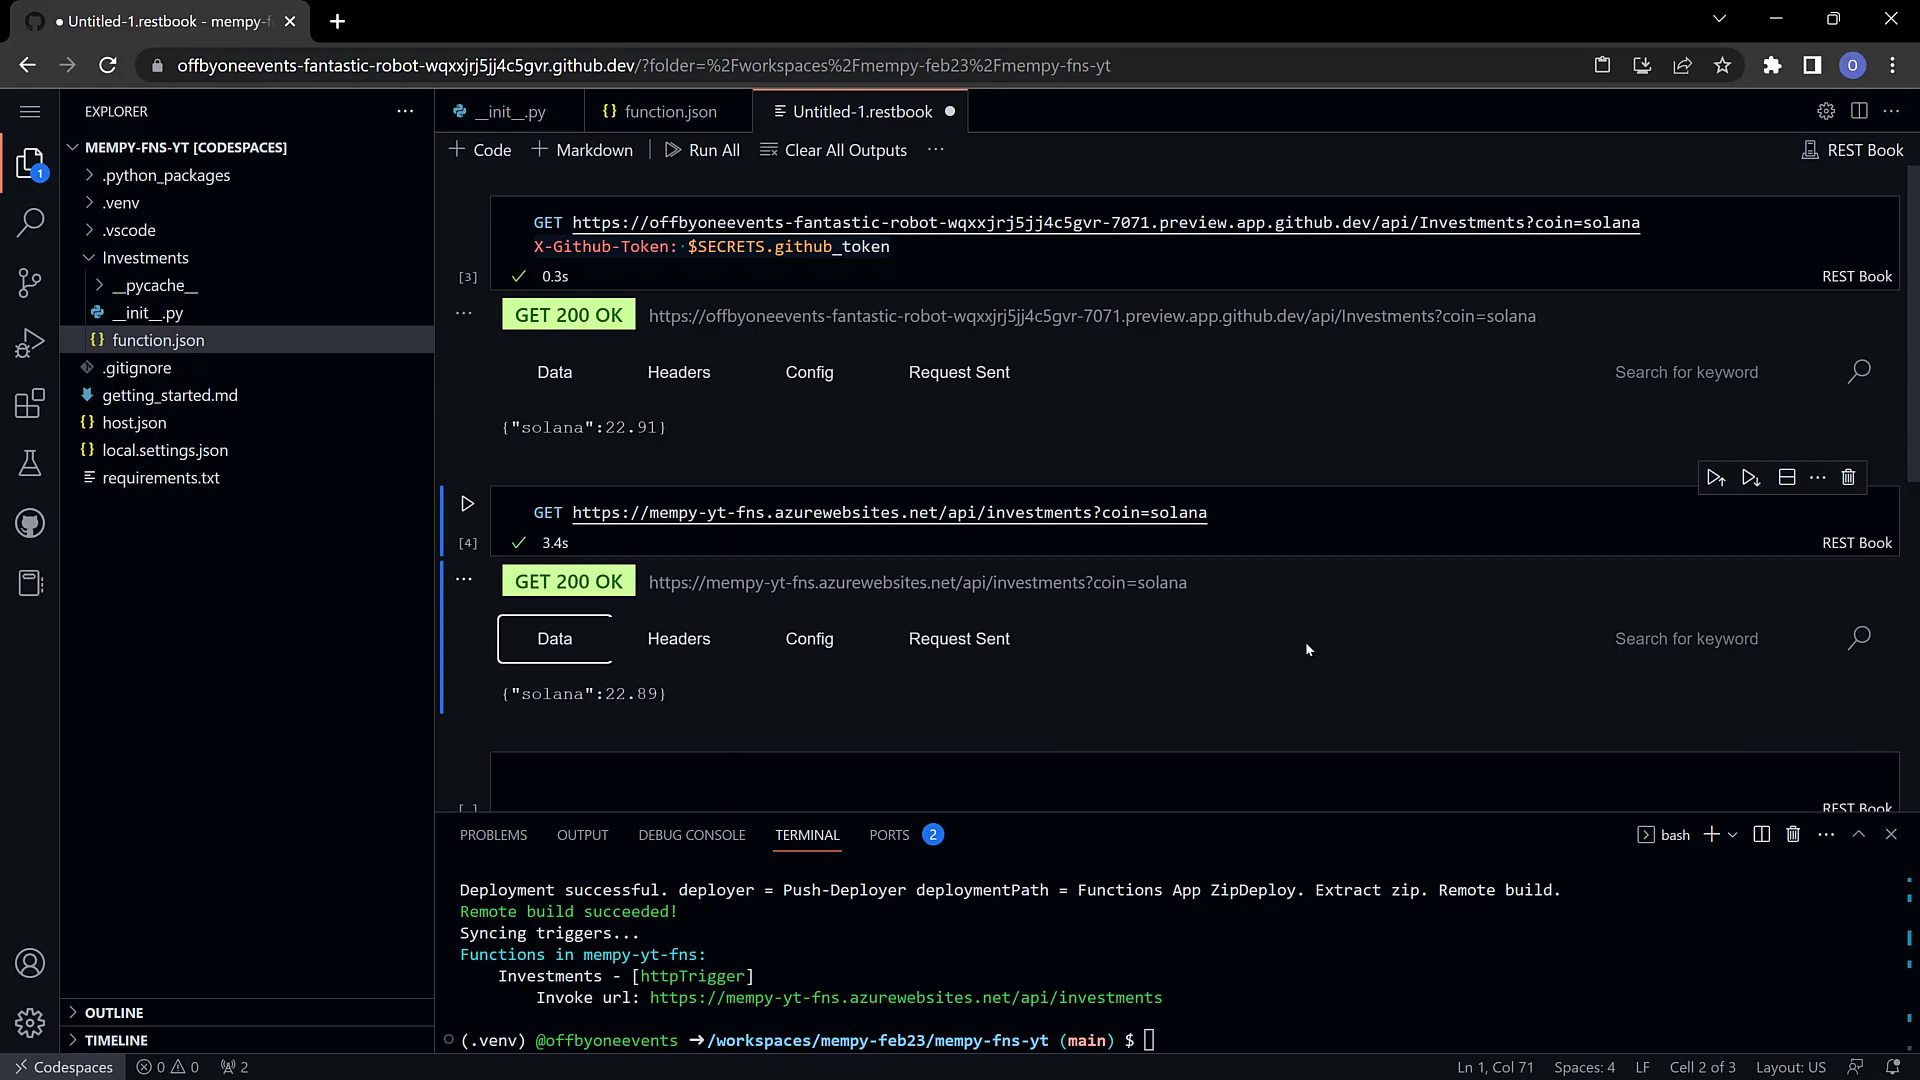 Untitled-1.restbook - mempy-f
offbyoneevents-fantastic-robot-wqxxjrj5jj4c5gvr.github.dev/?folder=%2Fworkspaces%2Fmempy-feb23%2Fmempy-fns-yt
O
EXPLORER
__init__.py
{} function.json
Untitled-1.restbook
MEMPY-FNS-YT [CODESPACES]
Code
Markdown
Run All
Clear All Outputs
REST Book
1
.python_packages
.venv
.vscode
Investments
__pycache__
__init__.py
{} function.json
.gitignore
getting_started.md
{} host.json
{} local.settings.json
requirements.txt
GET https://offbyoneevents-fantastic-robot-wqxxjrj5jj4c5gvr-7071.preview.app.github.dev/api/Investments?coin=solana
X-Github-Token: $SECRETS.github_token
[3]
0.3s
REST Book
GET 200 OK https://offbyoneevents-fantastic-robot-wqxxjrj5jj4c5gvr-7071.preview.app.github.dev/api/Investments?coin=solana
Data Headers Config Request Sent Search for keyword
{"solana":22.91}
GET https://mempy-yt-fns.azurewebsites.net/api/investments?coin=solana
[4]
3.4s
REST Book
GET 200 OK https://mempy-yt-fns.azurewebsites.net/api/investments?coin=solana
Data Headers Config Request Sent Search for keyword
{"solana":22.89}
[ ]
REST Book
PROBLEMS OUTPUT DEBUG CONSOLE TERMINAL PORTS 2 bash
Deployment successful. deployer = Push-Deployer deploymentPath = Functions App ZipDeploy. Extract zip. Remote build.
Remote build succeeded!
Syncing triggers...
Functions in mempy-yt-fns:
Investments - [httpTrigger]
Invoke url: https://mempy-yt-fns.azurewebsites.net/api/investments
(.venv) @offbyoneevents ➜/workspaces/mempy-feb23/mempy-fns-yt (main) $
OUTLINE
TIMELINE
Codespaces 0 0 2
Ln 1, Col 71 Spaces: 4 LF Cell 2 of 3 Layout: US